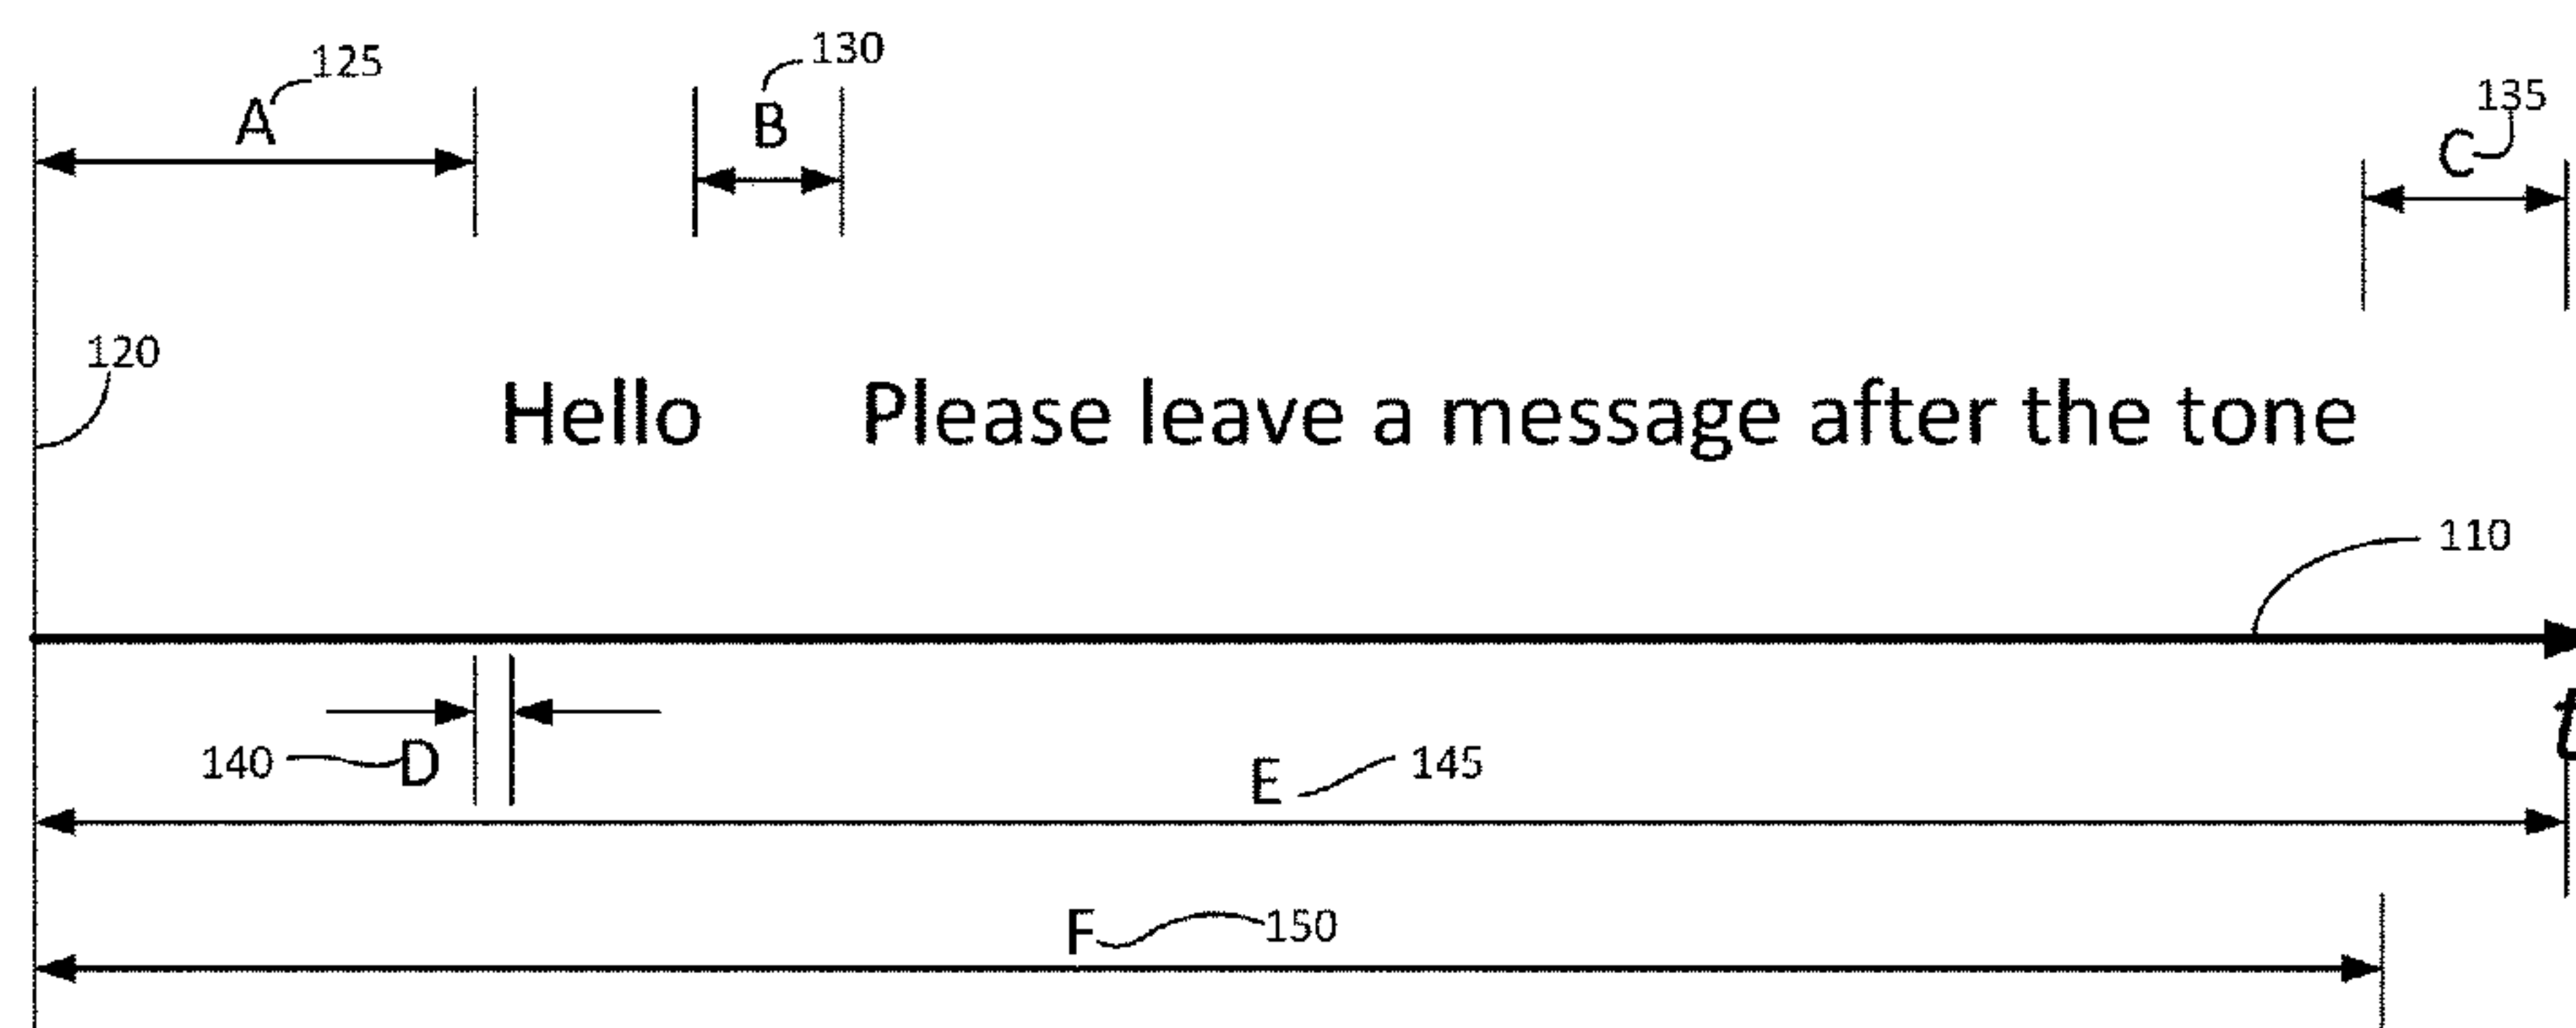 125
130
A
B
135
C
120
Hello Please leave a message after the tone
110
t
140 D
E 145
F 150